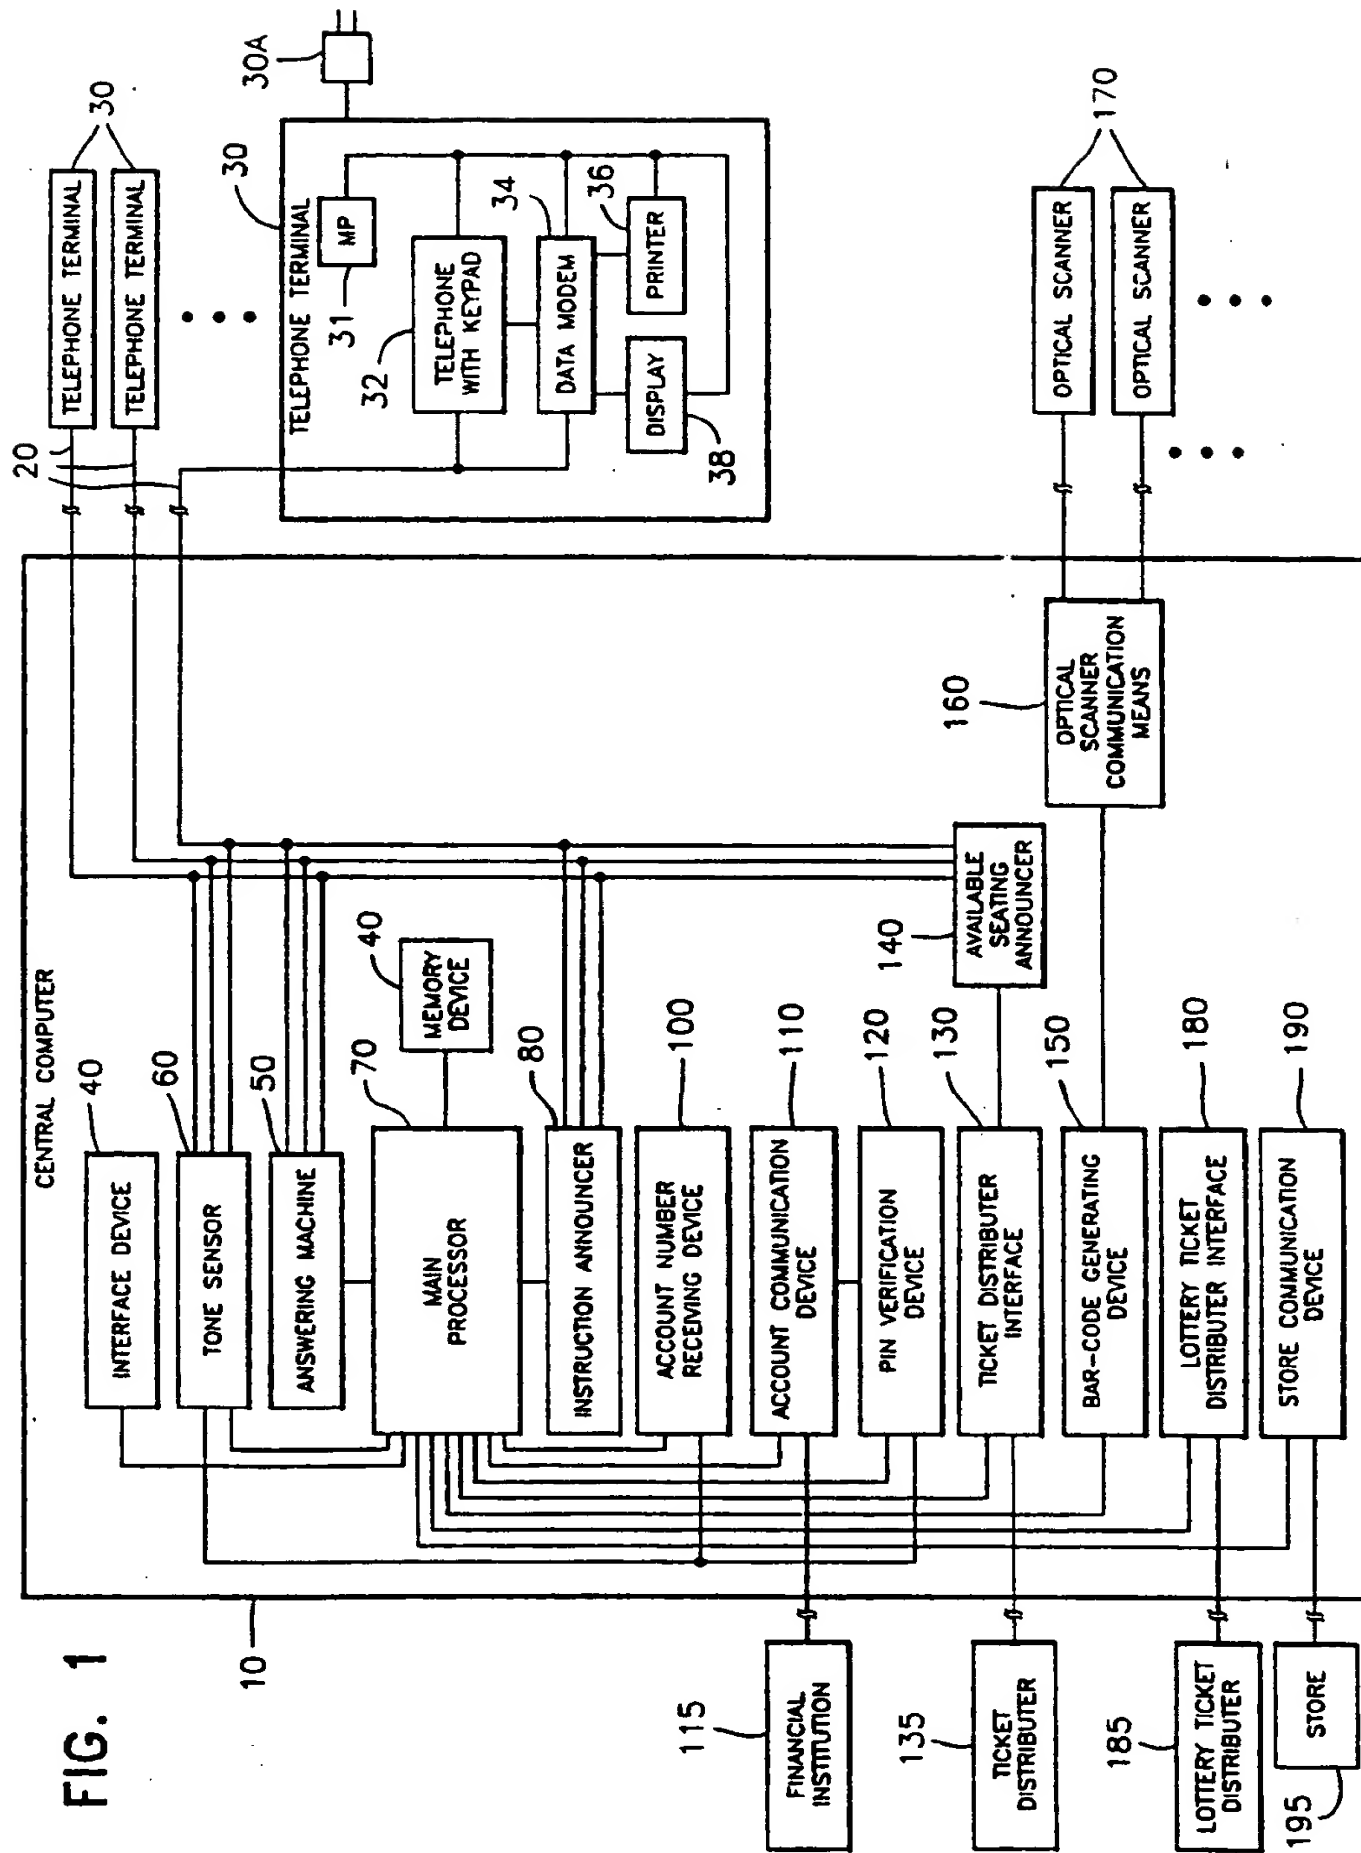 FIG. 1
10
CENTRAL COMPUTER
40
INTERFACE DEVICE
60
TONE SENSOR
50
ANSWERING MACHINE
70
MAIN
PROCESSOR
40
MEMORY
DEVICE
80
INSTRUCTION ANNOUNCER
100
ACCOUNT NUMBER
RECEIVING DEVICE
110
ACCOUNT COMMUNICATION
DEVICE
120
PIN VERIFICATION
DEVICE
130
TICKET DISTRIBUTER
INTERFACE
140
AVAILABLE
SEATING
ANNOUNCER
150
BAR-CODE GENERATING
DEVICE
160
OPTICAL
SCANNER
COMMUNICATION
MEANS
180
LOTTERY TICKET
DISTRIBUTER INTERFACE
190
STORE COMMUNICATION
DEVICE
115
FINANCIAL
INSTITUTION
135
TICKET
DISTRIBUTER
185
LOTTERY TICKET
DISTRIBUTER
195
STORE
20
TELEPHONE TERMINAL
TELEPHONE TERMINAL
30
30
TELEPHONE TERMINAL
30A
31
MP
32
TELEPHONE
WITH KEYPAD
34
DATA MODEM
36
PRINTER
38
DISPLAY
OPTICAL SCANNER
OPTICAL SCANNER
170